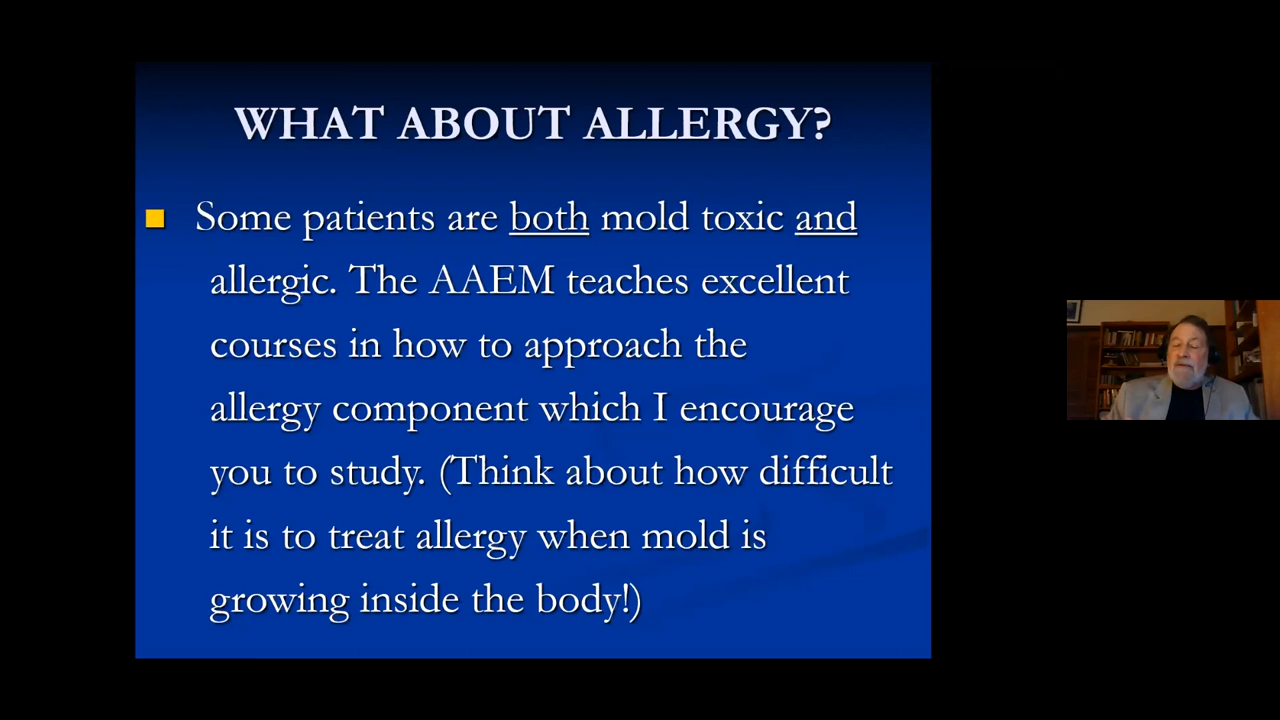 WHAT ABOUT ALLERGY?
Some patients are both mold toxic and
allergic. The AAEM teaches excellent
courses in how to approach the
allergy component which I encourage
you to study. (Think about how difficult
it is to treat allergy when mold is
growing inside the body!)